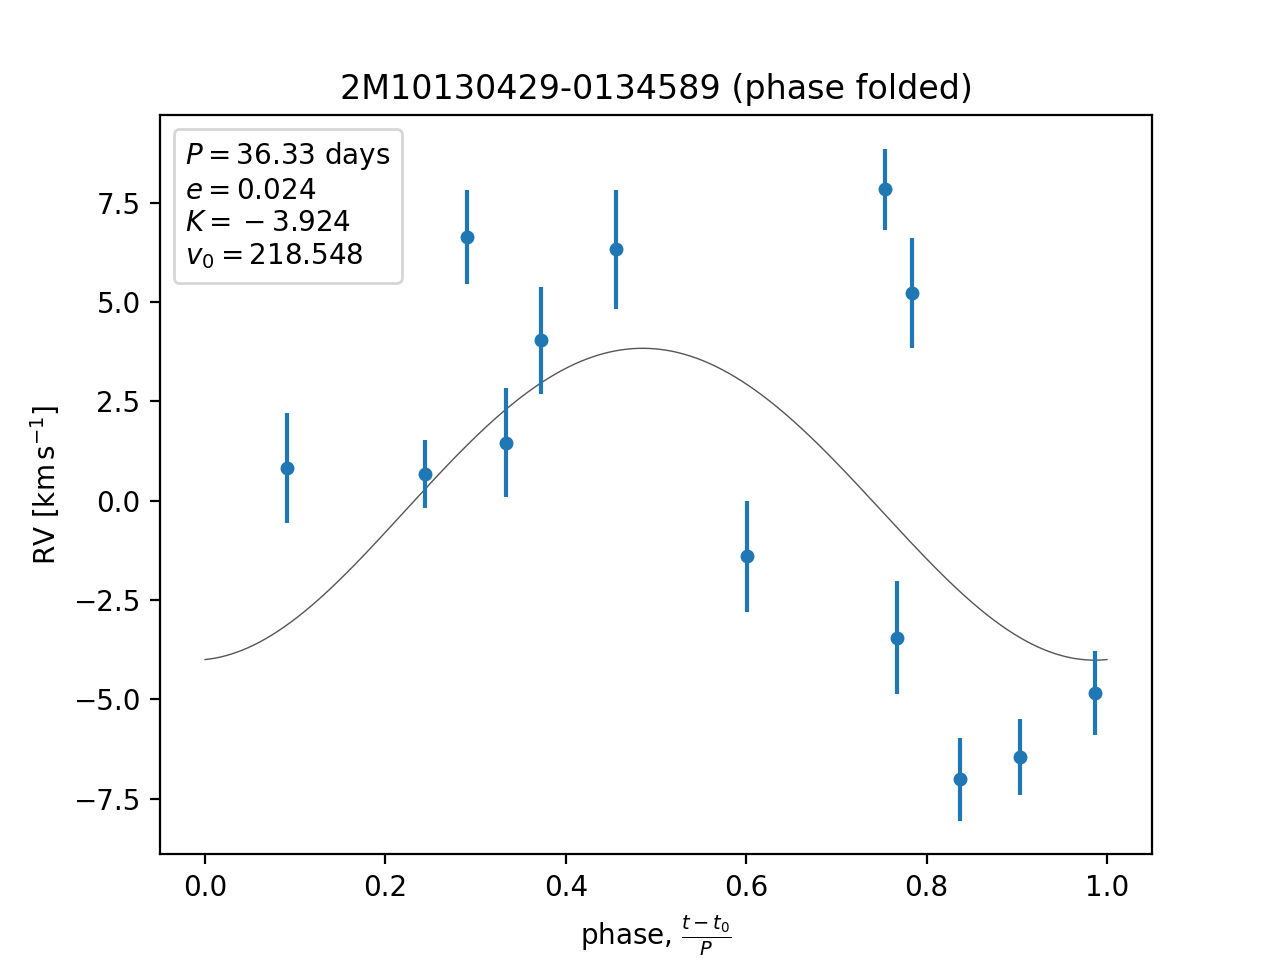 2M10130429-0134589 (phase folded)
P = 36.33 days
e = 0.024
K = −3.924
v₀ = 218.548
RV [km s⁻¹]
7.5
5.0
2.5
0.0
−2.5
−5.0
−7.5
0.0 0.2 0.4 0.6 0.8 1.0
phase, (t − t₀)/P